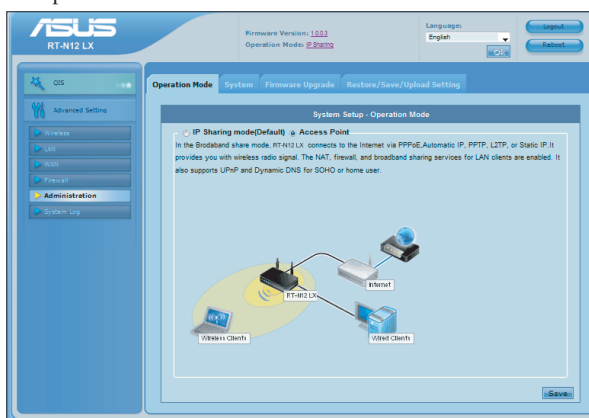 ASUS
RT-N12 LX
Firmware Version: 1.0.0.3
Operation Mode: IP Sharing
Language:
English
OK
Logout
Reboot
QIS
Advanced Setting
Wireless
LAN
WAN
Firewall
Administration
System Log
Operation Mode System Firmware Upgrade Restore/Save/Upload Setting
System Setup - Operation Mode
IP Sharing mode(Default) Access Point
In the Brodaband share mode, RT-N12 LX connects to the Internet via PPPoE,Automatic IP, PPTP, L2TP, or Static IP.It
provides you with wireless radio signal. The NAT, firewall, and broadband sharing services for LAN clients are enabled. It
also supports UPnP and Dynamic DNS for SOHO or home user.
Internet
RT-N12 LX
Wireless Clients
Wired Clients
Save